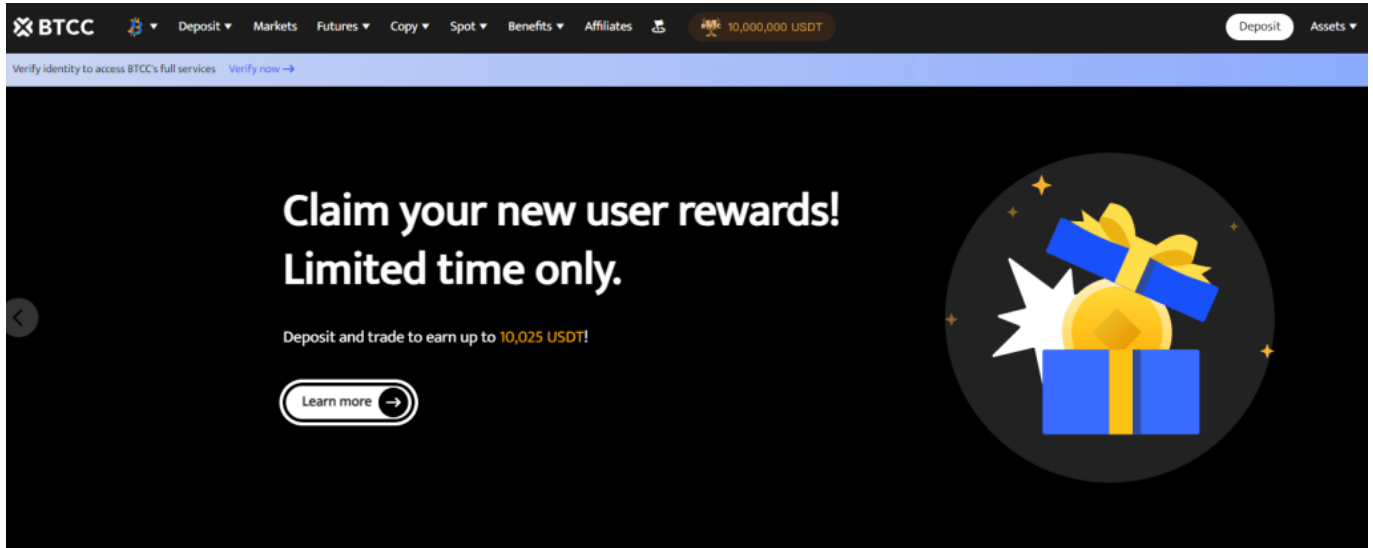 BTCC Deposit Markets Futures Copy Spot Benefits Affiliates 10,000,000 USDT Deposit Assets
Verify identity to access BTCC's full services Verify now →
Claim your new user rewards!
Limited time only.
Deposit and trade to earn up to 10,025 USDT!
Learn more →